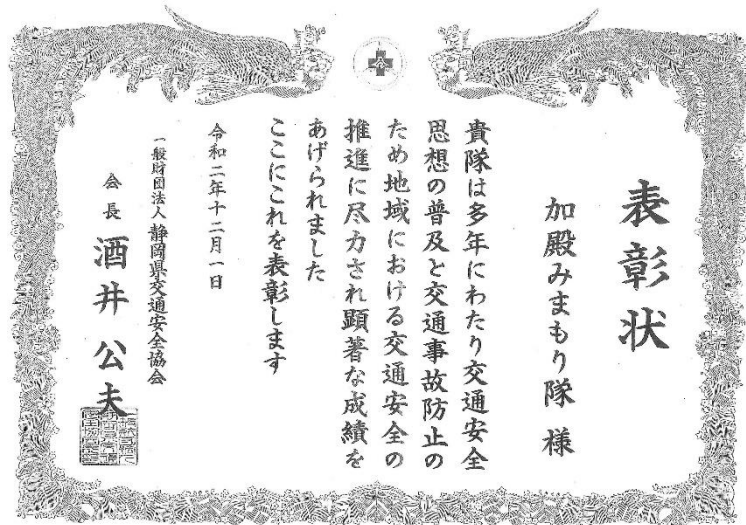 表彰状
加殿みまもり隊 様
貴隊は多年にわたり交通安全
思想の普及と交通事故防止の
ため地域における交通安全の
推進に尽力され顕著な成績を
あげられました
ここにこれを表彰します
令和二年十二月一日
一般財団法人 静岡県交通安全協会
会長 酒井公夫